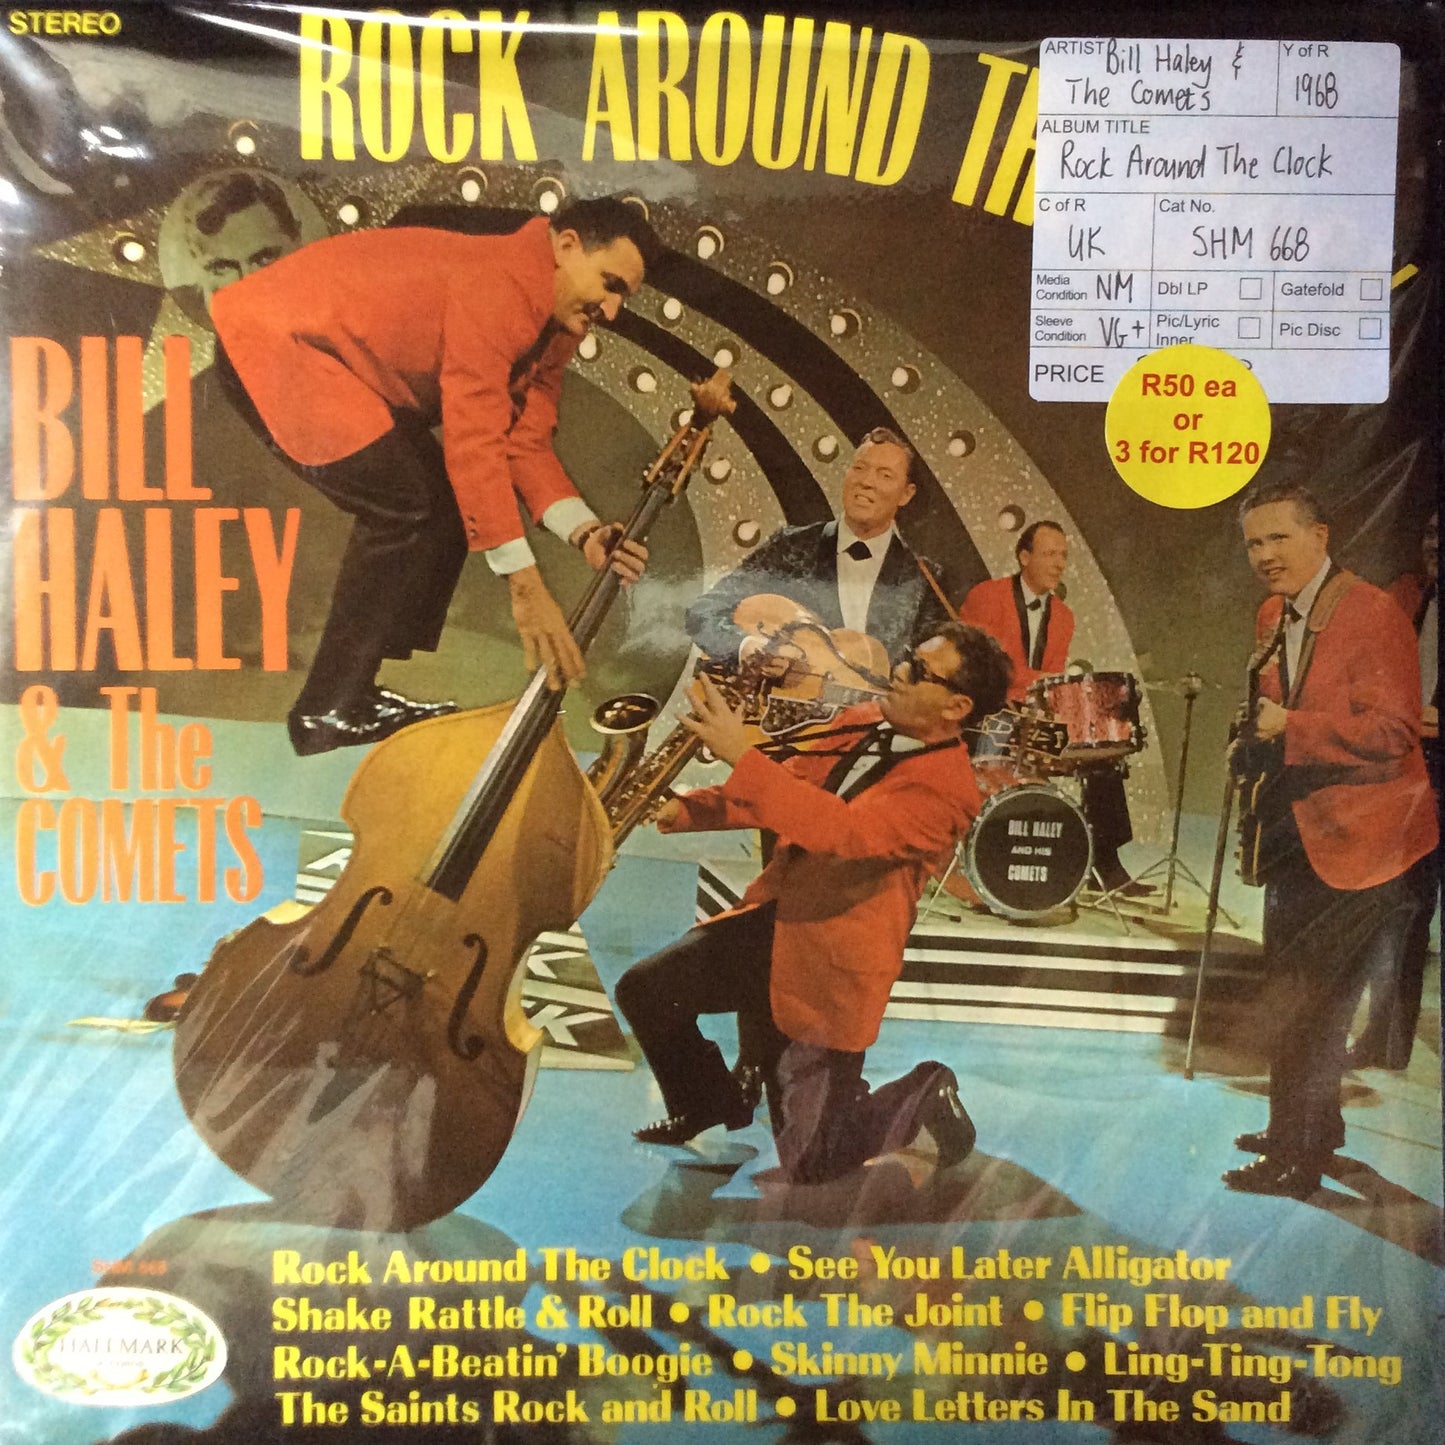 STEREO
ROCK AROUND TH
ARTIST Bill Haley &
The Comets
Y of R
1968
ALBUM TITLE
Rock Around The Clock
C of R
UK
Cat No.
SHM 668
Media
Condition NM
Dbl LP
Gatefold
Sleeve
Condition VG+
Pic/Lyric
Inner
Pic Disc
PRICE
R50 ea
or
3 for R120
BILL
HALEY
& The
COMETS
BILL HALEY
AND HIS
COMETS
SHM 668
HALLMARK
Rock Around The Clock • See You Later Alligator
Shake Rattle & Roll • Rock The Joint • Flip Flop and Fly
Rock-A-Beatin' Boogie • Skinny Minnie • Ling-Ting-Tong
The Saints Rock and Roll • Love Letters In The Sand